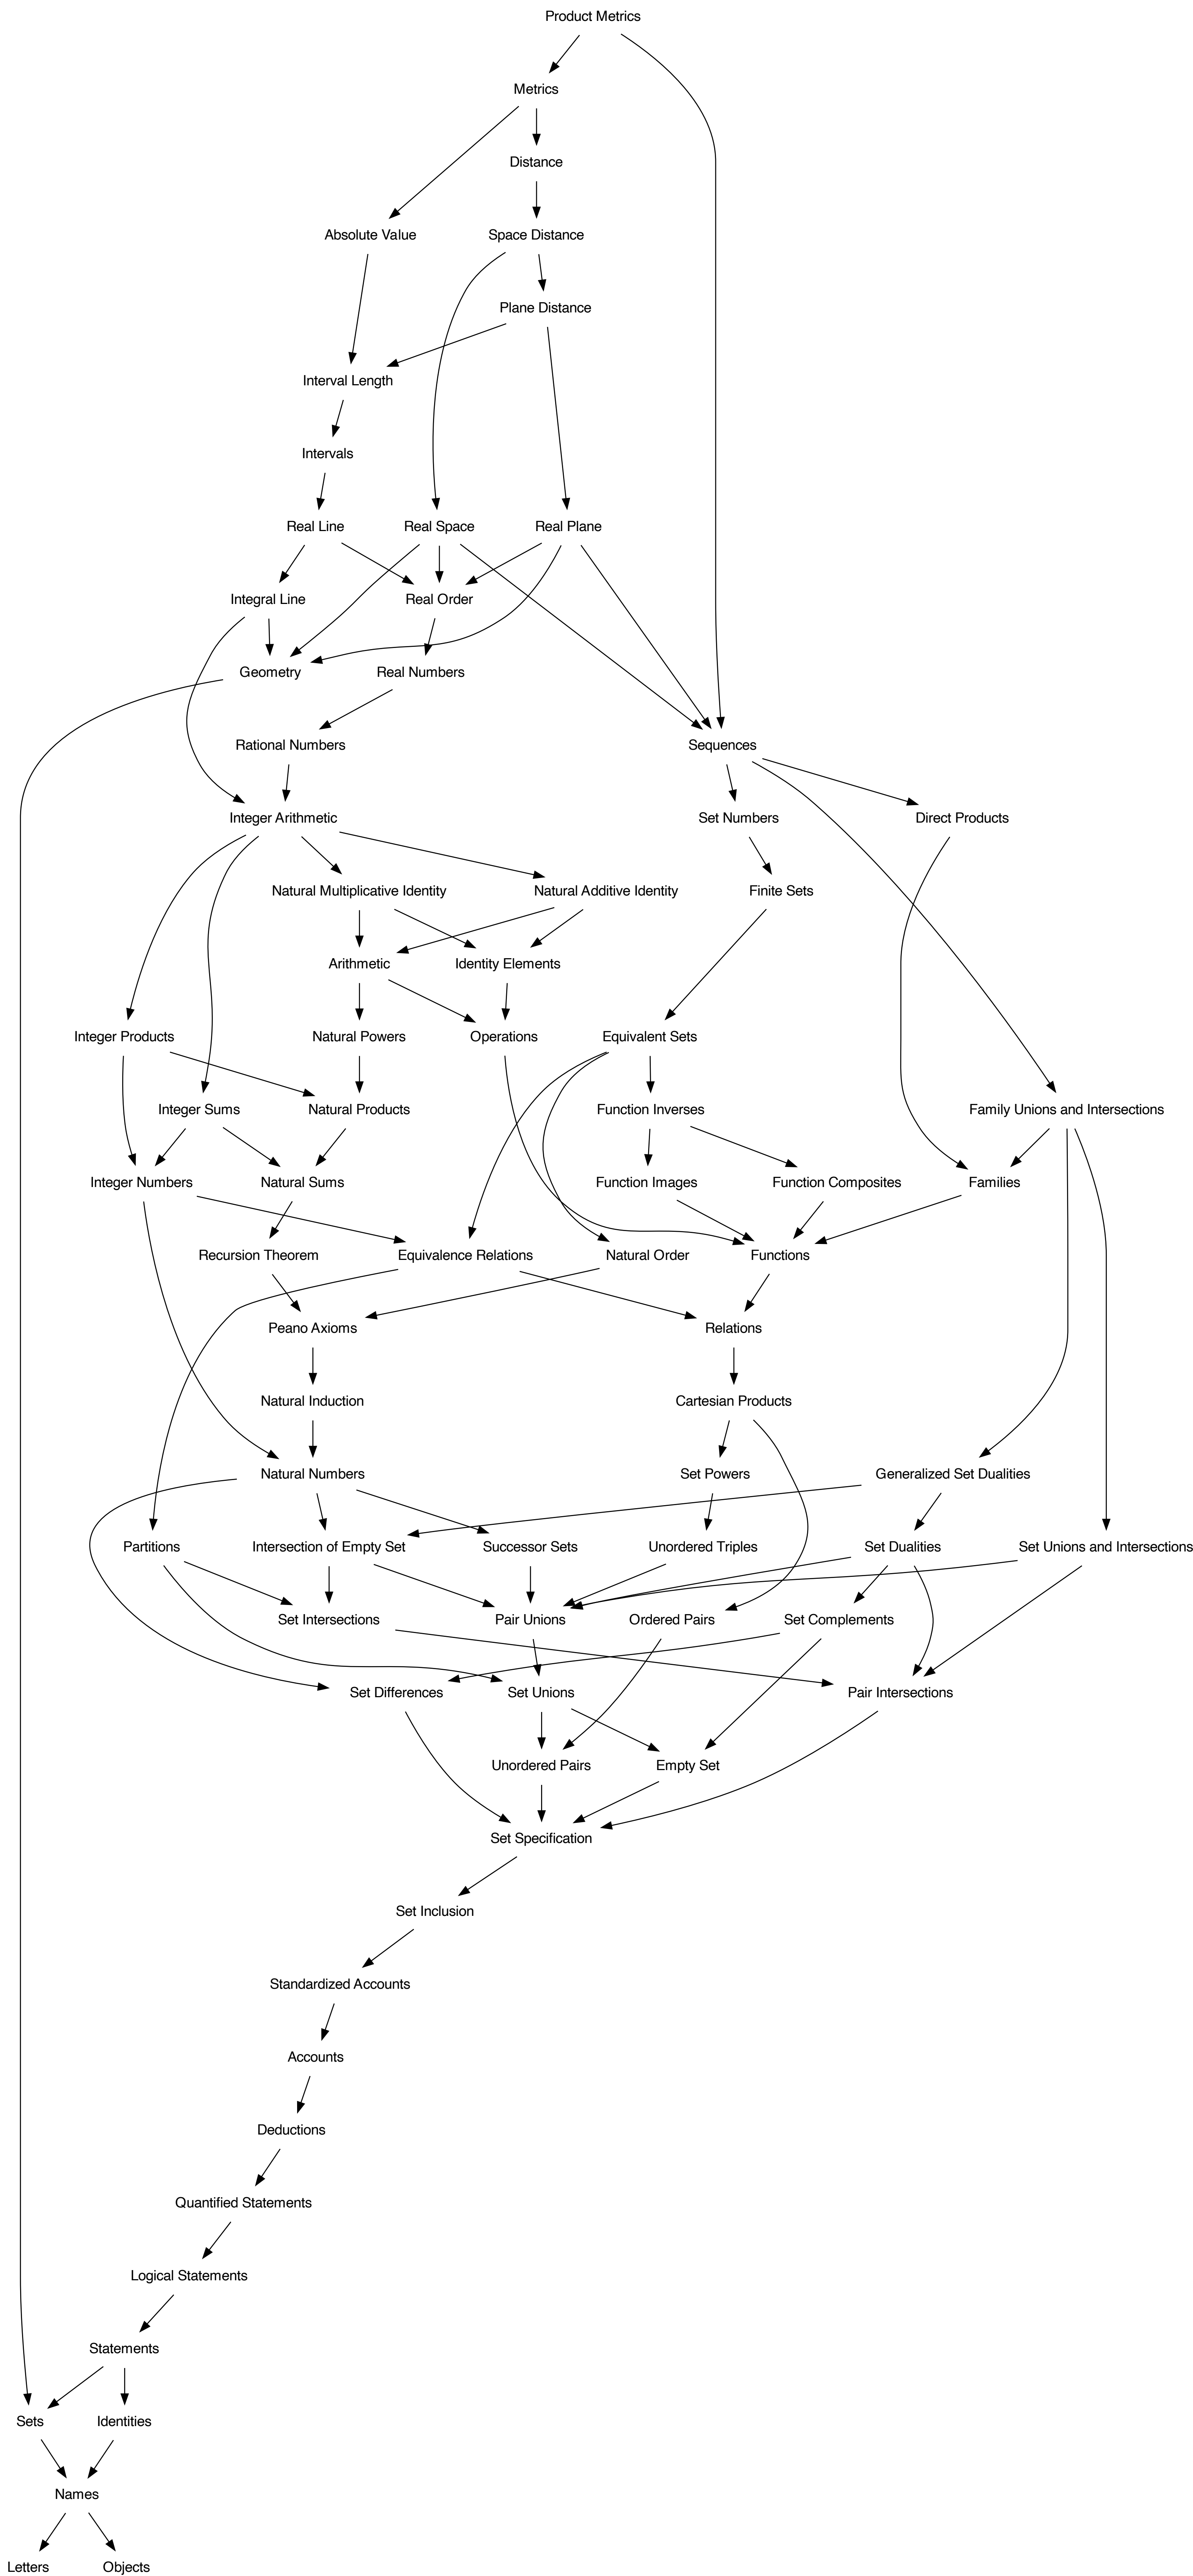 Product Metrics
Metrics
Distance
Absolute Value
Space Distance
Plane Distance
Interval Length
Intervals
Real Line
Real Space
Real Plane
Integral Line
Real Order
Geometry
Real Numbers
Rational Numbers
Sequences
Integer Arithmetic
Set Numbers
Direct Products
Natural Multiplicative Identity
Natural Additive Identity
Finite Sets
Arithmetic
Identity Elements
Integer Products
Natural Powers
Operations
Equivalent Sets
Integer Sums
Natural Products
Function Inverses
Family Unions and Intersections
Integer Numbers
Natural Sums
Function Images
Function Composites
Families
Recursion Theorem
Equivalence Relations
Natural Order
Functions
Peano Axioms
Relations
Natural Induction
Cartesian Products
Natural Numbers
Set Powers
Generalized Set Dualities
Partitions
Intersection of Empty Set
Successor Sets
Unordered Triples
Set Dualities
Set Unions and Intersections
Set Intersections
Pair Unions
Ordered Pairs
Set Complements
Set Differences
Set Unions
Pair Intersections
Unordered Pairs
Empty Set
Set Specification
Set Inclusion
Standardized Accounts
Accounts
Deductions
Quantified Statements
Logical Statements
Statements
Sets
Identities
Names
Letters
Objects